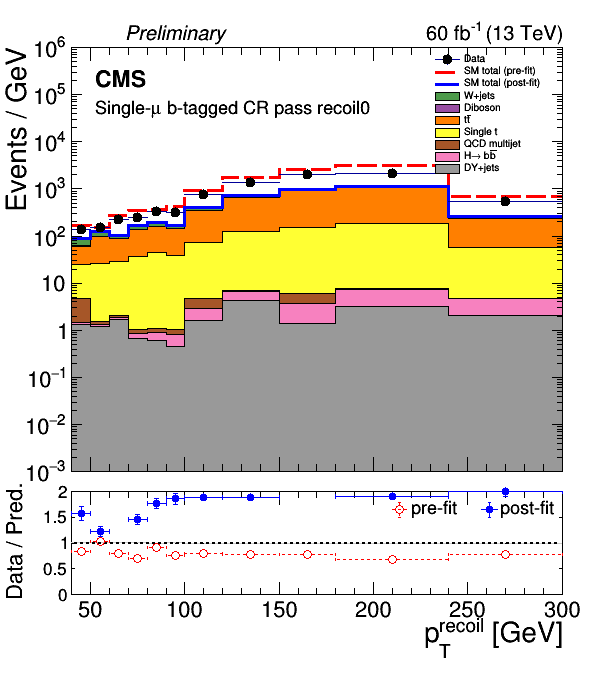 Preliminary 60 fb⁻¹ (13 TeV)
Events / GeV
10⁶
10⁵
10⁴
10³
10²
10
1
10⁻¹
10⁻²
10⁻³
CMS
Single-μ b-tagged CR pass recoil0
Data
SM total (pre-fit)
SM total (post-fit)
W+jets
Diboson
tt̅
Single t
QCD multijet
H→ bb̅
DY+jets
Data / Pred.
2
1.5
1
0.5
0
pre-fit
post-fit
50 100 150 200 250 300
p_T^recoil [GeV]